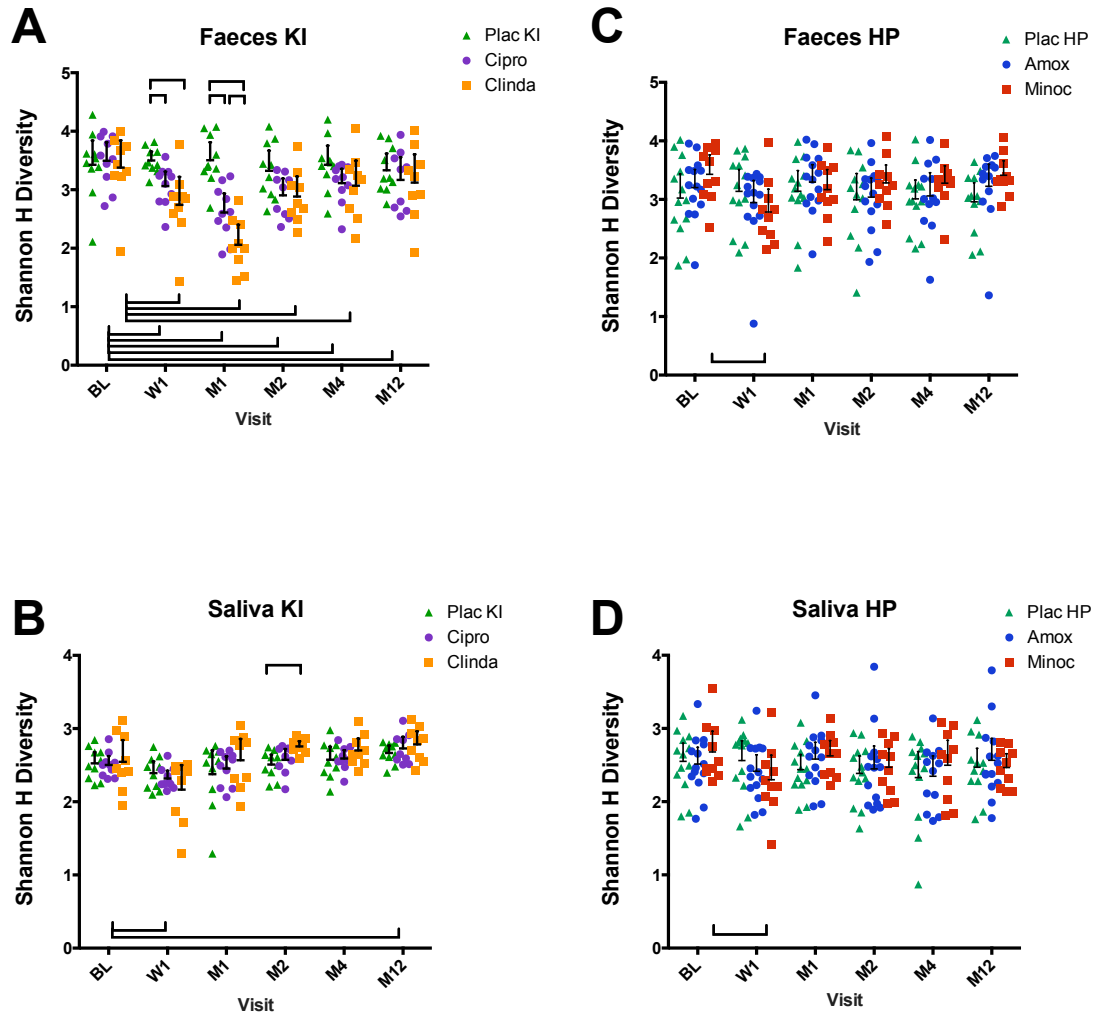 A
Faeces KI
Plac KI
Cipro
Clinda
Shannon H Diversity
5
4
3
2
1
0
BL
W1
M1
M2
M4
M12
Visit
C
Faeces HP
Plac HP
Amox
Minoc
Shannon H Diversity
5
4
3
2
1
0
BL
W1
M1
M2
M4
M12
Visit
B
Saliva KI
Plac KI
Cipro
Clinda
Shannon H Diversity
4
3
2
1
0
BL
W1
M1
M2
M4
M12
Visit
D
Saliva HP
Plac HP
Amox
Minoc
Shannon H Diversity
4
3
2
1
0
BL
W1
M1
M2
M4
M12
Visit